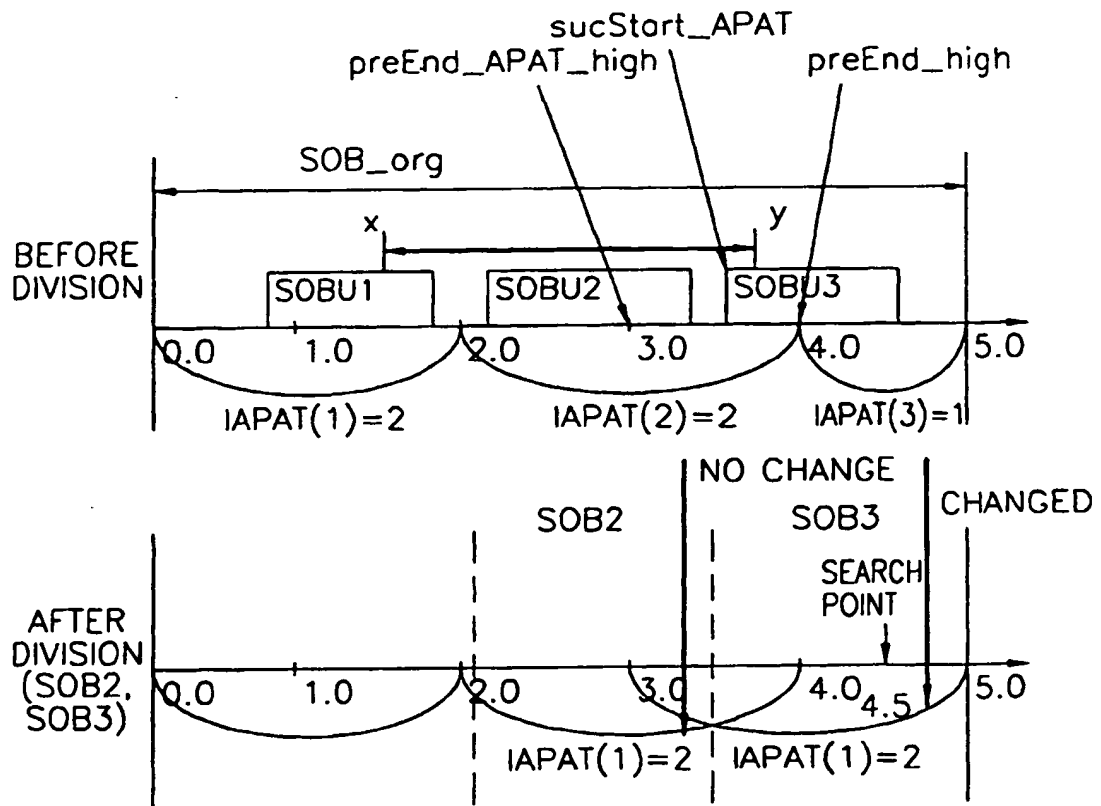 sucStart_APAT
preEnd_APAT_high
preEnd_high
SOB_org
x
y
BEFORE
DIVISION
SOBU1
SOBU2
SOBU3
0.0
1.0
2.0
3.0
4.0
5.0
IAPAT(1)=2
IAPAT(2)=2
IAPAT(3)=1
NO CHANGE
CHANGED
SOB2
SOB3
SEARCH
POINT
AFTER
DIVISION
(SOB2,
SOB3)
0.0
1.0
2.0
3.0
4.0
4.5
5.0
IAPAT(1)=2
IAPAT(1)=2